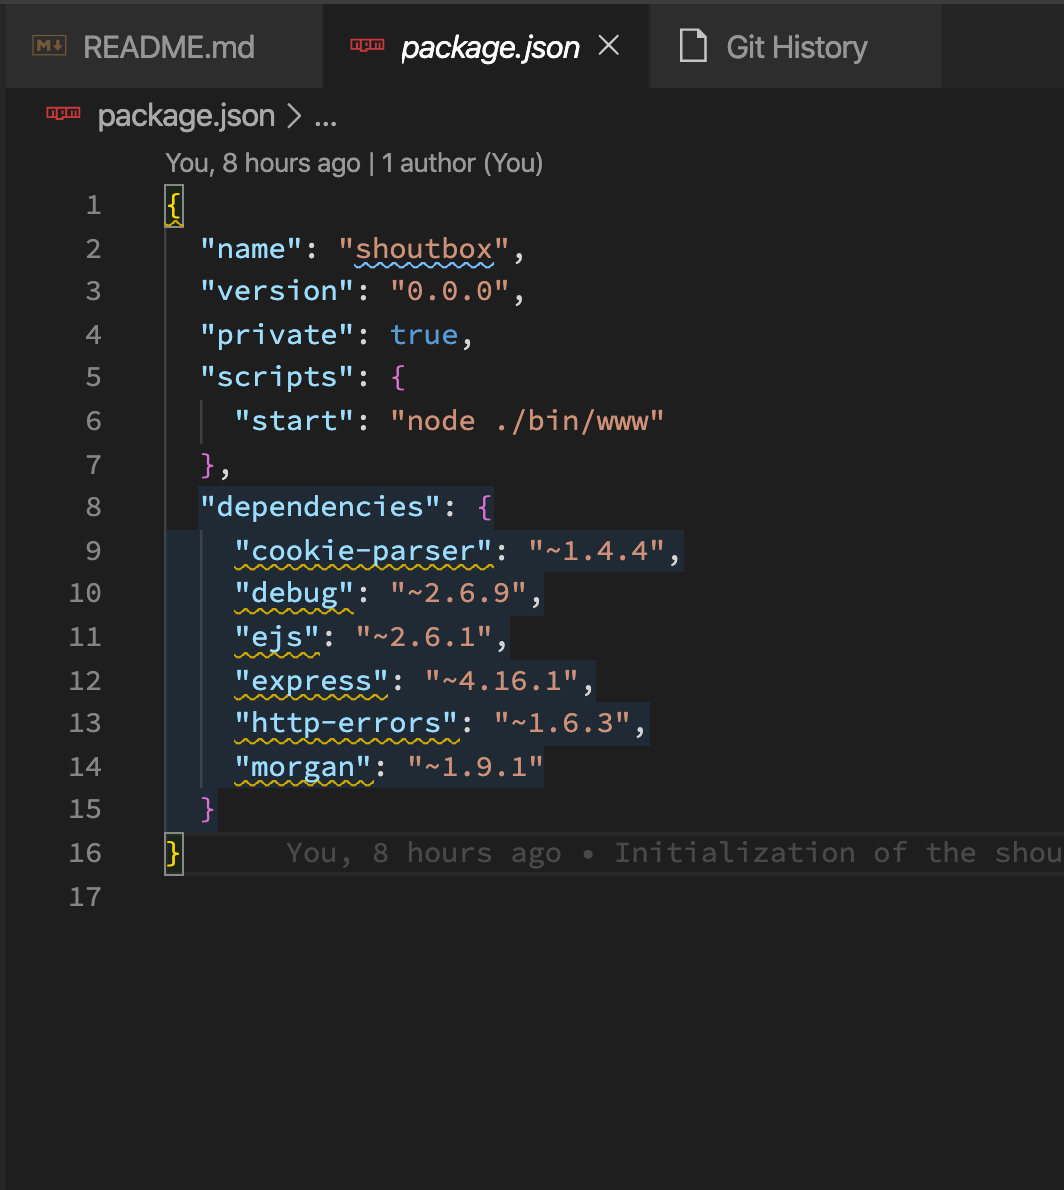 README.md package.json Git History
package.json > ...
You, 8 hours ago | 1 author (You)
1 {
2 "name": "shoutbox",
3 "version": "0.0.0",
4 "private": true,
5 "scripts": {
6 "start": "node ./bin/www"
7 },
8 "dependencies": {
9 "cookie-parser": "~1.4.4",
10 "debug": "~2.6.9",
11 "ejs": "~2.6.1",
12 "express": "~4.16.1",
13 "http-errors": "~1.6.3",
14 "morgan": "~1.9.1"
15 }
16 } You, 8 hours ago • Initialization of the shou
17